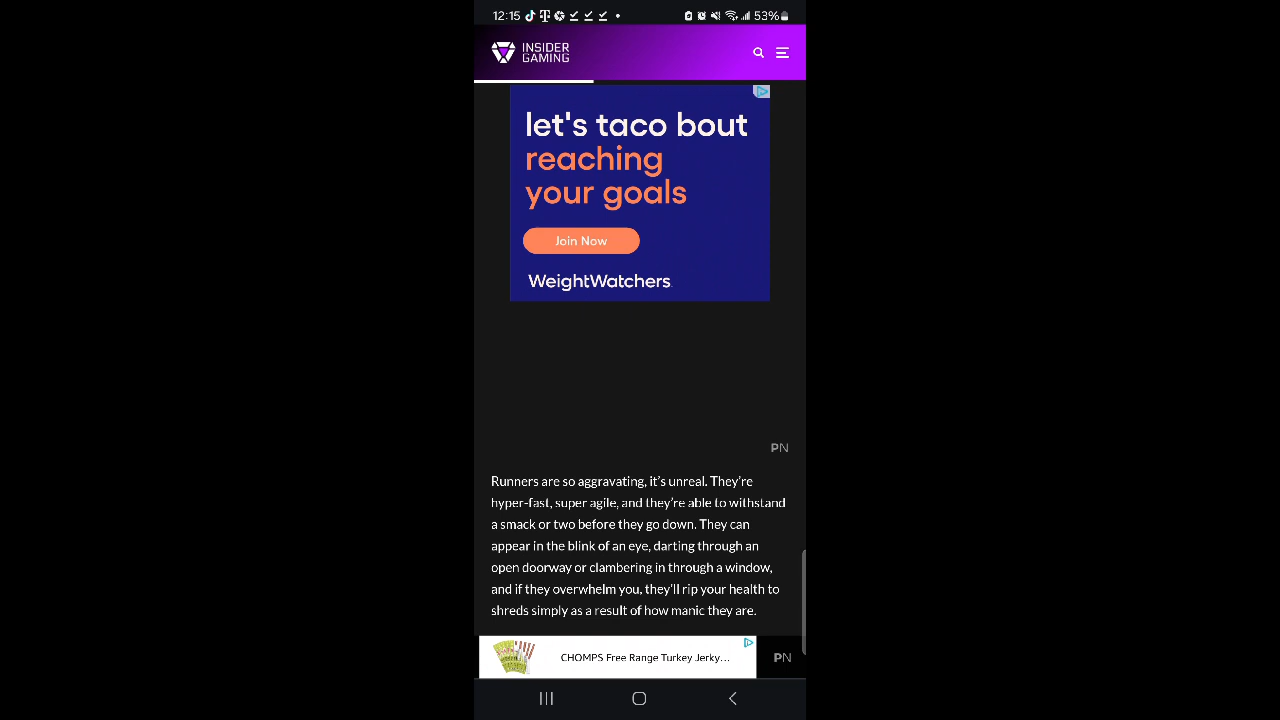 12:15
53%
INSIDER
GAMING
let's taco bout
reaching
your goals
Join Now
WeightWatchers
PN
Runners are so aggravating, it's unreal. They're
hyper-fast, super agile, and they're able to withstand
a smack or two before they go down. They can
appear in the blink of an eye, darting through an
open doorway or clambering in through a window,
and if they overwhelm you, they'll rip your health to
shreds simply as a result of how manic they are.
CHOMPS Free Range Turkey Jerky...
PN